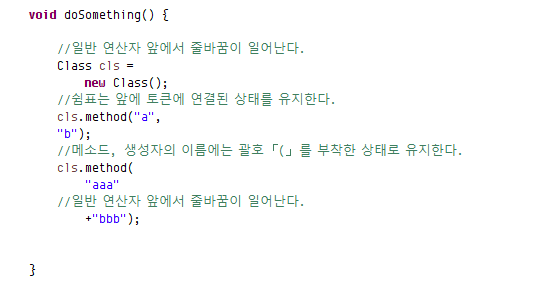 void doSomething() {
//일반 연산자 앞에서 줄바꿈이 일어난다.
Class cls =
new Class();
//쉼표는 앞에 토큰에 연결된 상태를 유지한다.
cls.method("a",
"b");
//메소드, 생성자의 이름에는 괄호「(」를 부착한 상태로 유지한다.
cls.method(
"aaa"
//일반 연산자 앞에서 줄바꿈이 일어난다.
+"bbb");
}